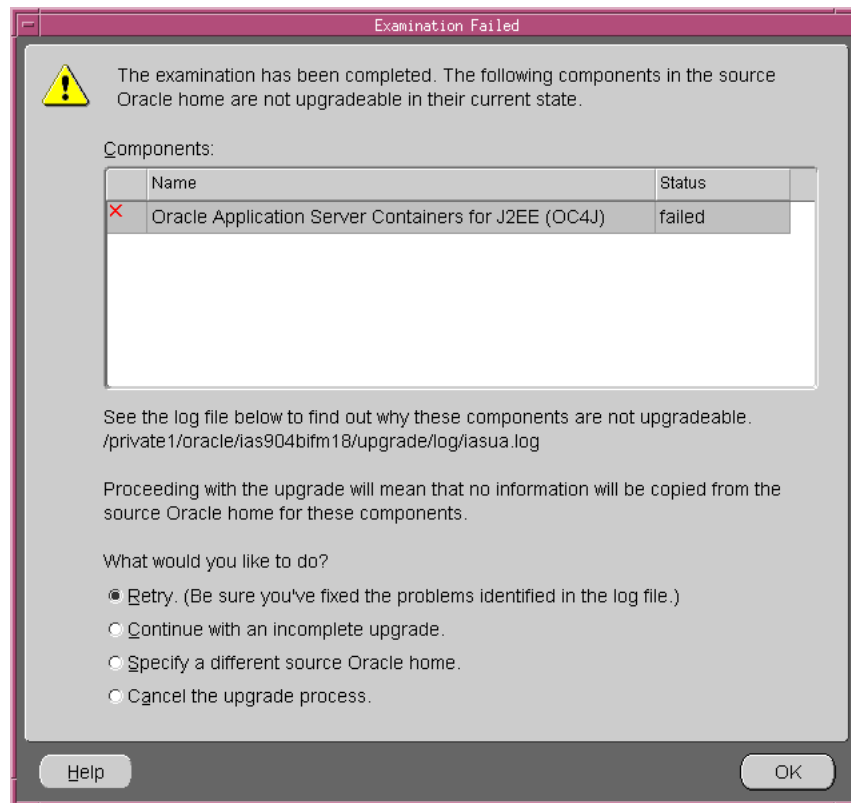 Examination Failed
The examination has been completed. The following components in the source
Oracle home are not upgradeable in their current state.
Components:
Name Status
Oracle Application Server Containers for J2EE (OC4J) failed
See the log file below to find out why these components are not upgradeable.
/private1/oracle/ias904bifm18/upgrade/log/iasua.log
Proceeding with the upgrade will mean that no information will be copied from the
source Oracle home for these components.
What would you like to do?
Retry. (Be sure you've fixed the problems identified in the log file.)
Continue with an incomplete upgrade.
Specify a different source Oracle home.
Cancel the upgrade process.
Help OK